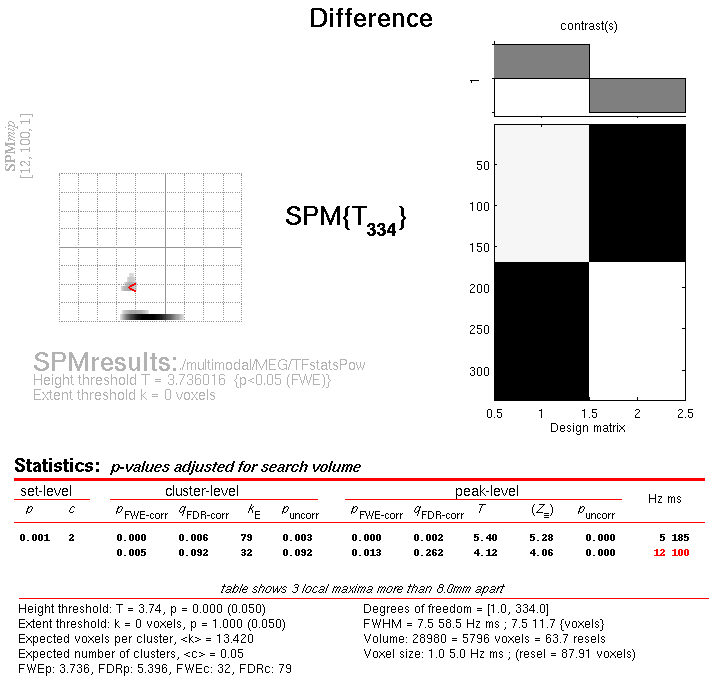 Difference
contrast(s)
1
SPMmip
[12, 100, 1]
SPM{T334}
50
100
150
200
250
300
0.5 1 1.5 2 2.5
Design matrix
SPMresults: ./multimodal/MEG/TFstatsPow
Height threshold T = 3.736016 {p<0.05 (FWE)}
Extent threshold k = 0 voxels
Statistics: p-values adjusted for search volume
set-level cluster-level peak-level Hz ms
p c pFWE-corr qFDR-corr kE puncorr pFWE-corr qFDR-corr T (Z≡) puncorr
0.001 2 0.000 0.006 79 0.003 0.000 0.002 5.40 5.28 0.000 5 185
0.005 0.092 32 0.092 0.013 0.262 4.12 4.06 0.000 12 100
table shows 3 local maxima more than 8.0mm apart
Height threshold: T = 3.74, p = 0.000 (0.050)
Extent threshold: k = 0 voxels, p = 1.000 (0.050)
Expected voxels per cluster, <k> = 13.420
Expected number of clusters, <c> = 0.05
FWEp: 3.736, FDRp: 5.396, FWEc: 32, FDRc: 79
Degrees of freedom = [1.0, 334.0]
FWHM = 7.5 58.5 Hz ms ; 7.5 11.7 {voxels}
Volume: 28980 = 5796 voxels = 63.7 resels
Voxel size: 1.0 5.0 Hz ms ; (resel = 87.91 voxels)